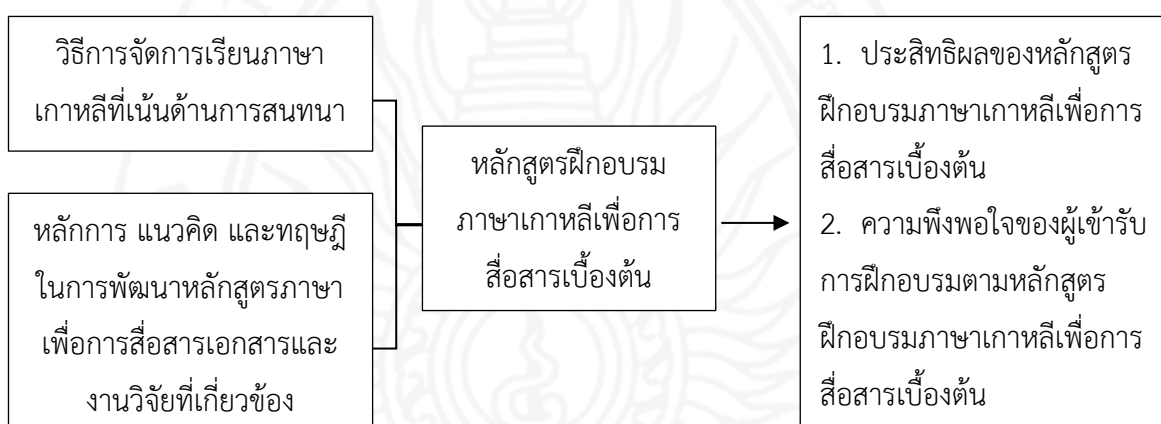 วิธีการจัดการเรียนภาษา
เกาหลีที่เน้นด้านการสนทนา
หลักการ แนวคิด และทฤษฎี
ในการพัฒนาหลักสูตรภาษา
เพื่อการสื่อสารเอกสารและ
งานวิจัยที่เกี่ยวข้อง
หลักสูตรฝึกอบรม
ภาษาเกาหลีเพื่อการ
สื่อสารเบื้องต้น
1. ประสิทธิผลของหลักสูตร
ฝึกอบรมภาษาเกาหลีเพื่อการ
สื่อสารเบื้องต้น
2. ความพึงพอใจของผู้เข้ารับ
การฝึกอบรมตามหลักสูตร
ฝึกอบรมภาษาเกาหลีเพื่อการ
สื่อสารเบื้องต้น